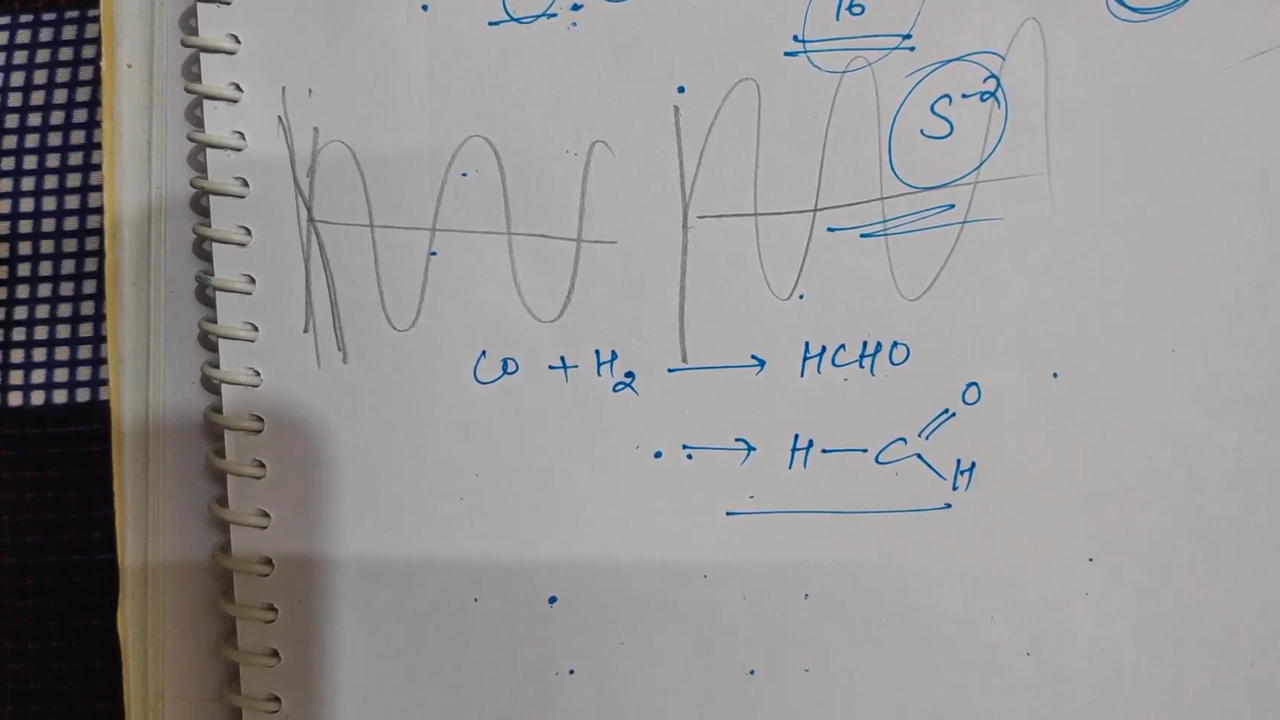 16
S⁻²
CO + H₂ ⟶ HCHO
⟶ H—C
O
H